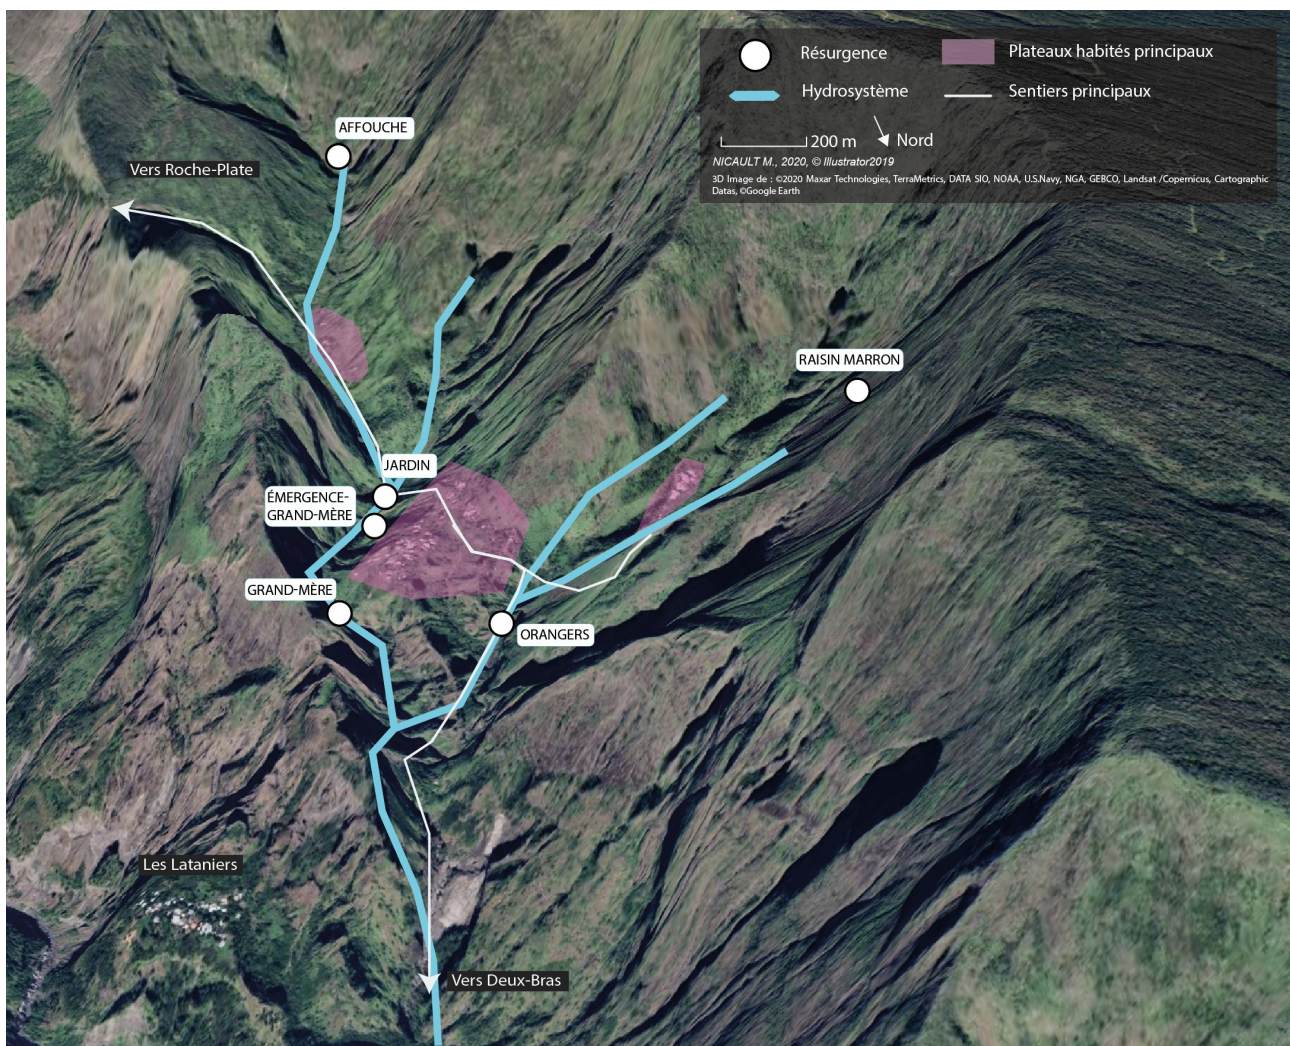 Résurgence
Plateaux habités principaux
Hydrosystème
Sentiers principaux
200 m
Nord
NICAULT M., 2020, © Illustrator2019
3D Image de : ©2020 Maxar Technologies, TerraMetrics, DATA SIO, NOAA, U.S.Navy, NGA, GEBCO, Landsat /Copernicus, Cartographic
Datas, ©Google Earth
AFFOUCHE
Vers Roche-Plate
RAISIN MARRON
JARDIN
ÉMERGENCE-
GRAND-MÈRE
GRAND-MÈRE
ORANGERS
Les Lataniers
Vers Deux-Bras